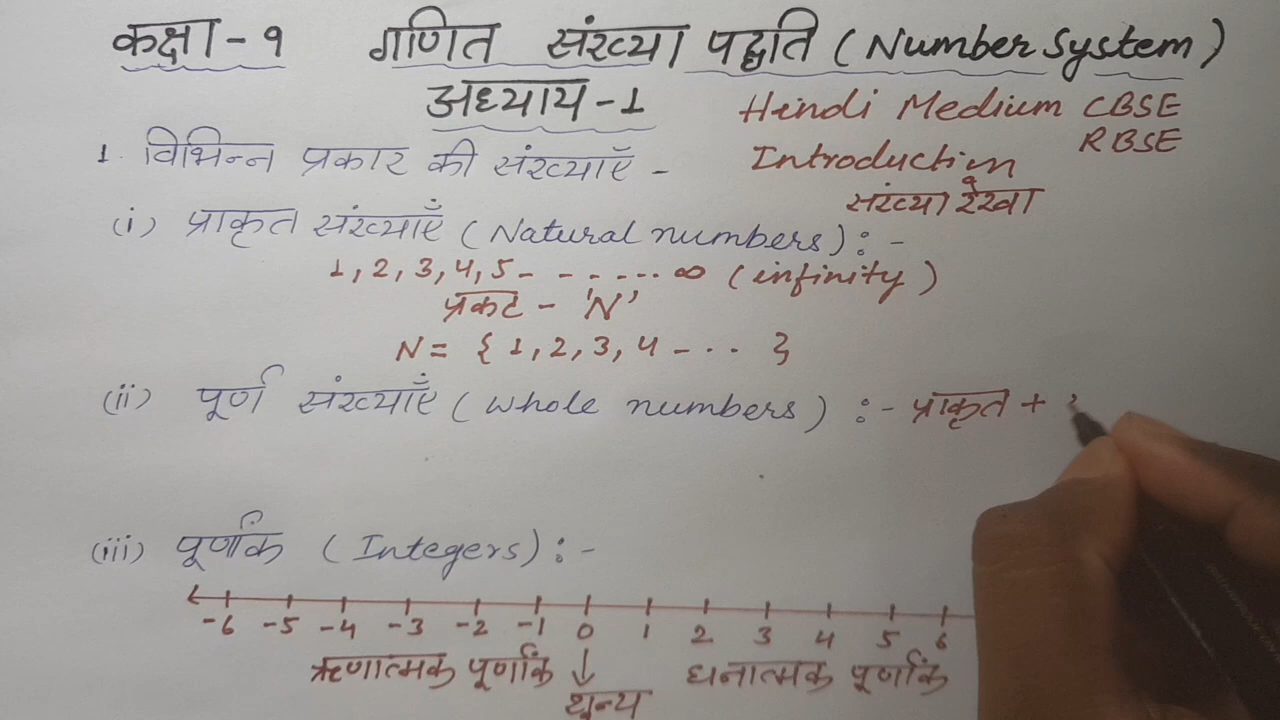 कक्षा - ९ गणित संख्या पद्धति (Number System)
अध्याय - 1
Hindi Medium CBSE
RBSE
1. विभिन्न प्रकार की संख्याएँ -
Introduction
संख्या रेखा
(i) प्राकृत संख्याएँ (Natural numbers) : -
1, 2, 3, 4, 5 - - - - ... ∞ (infinity)
प्रकट - 'N'
N = { 1, 2, 3, 4 - - . . }
(ii) पूर्ण संख्याएँ (Whole numbers) : - प्राकृत +
(iii) पूर्णांक (Integers) : -
-6 -5 -4 -3 -2 -1 0 1 2 3 4 5 6
ऋणात्मक पूर्णांक ↓ धनात्मक पूर्णांक
शून्य